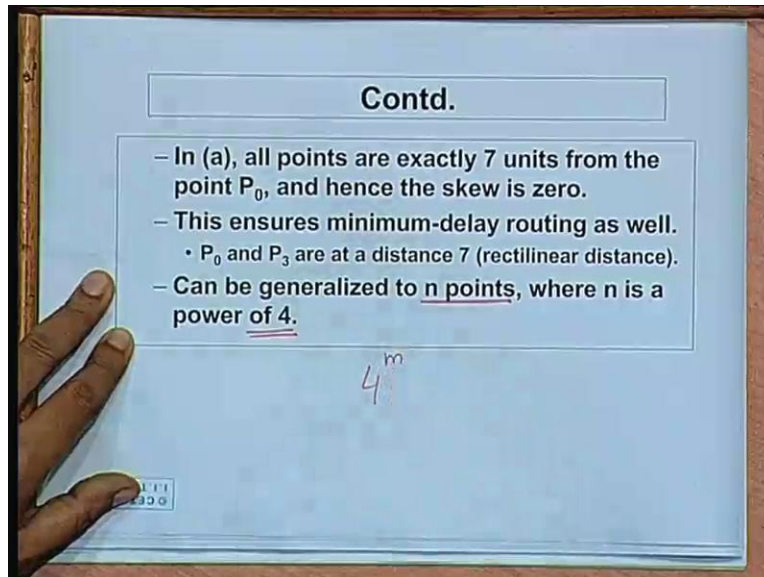 Contd.
– In (a), all points are exactly 7 units from the
point P₀, and hence the skew is zero.
– This ensures minimum-delay routing as well.
• P₀ and P₃ are at a distance 7 (rectilinear distance).
– Can be generalized to n points, where n is a
power of 4.
4ᵐ